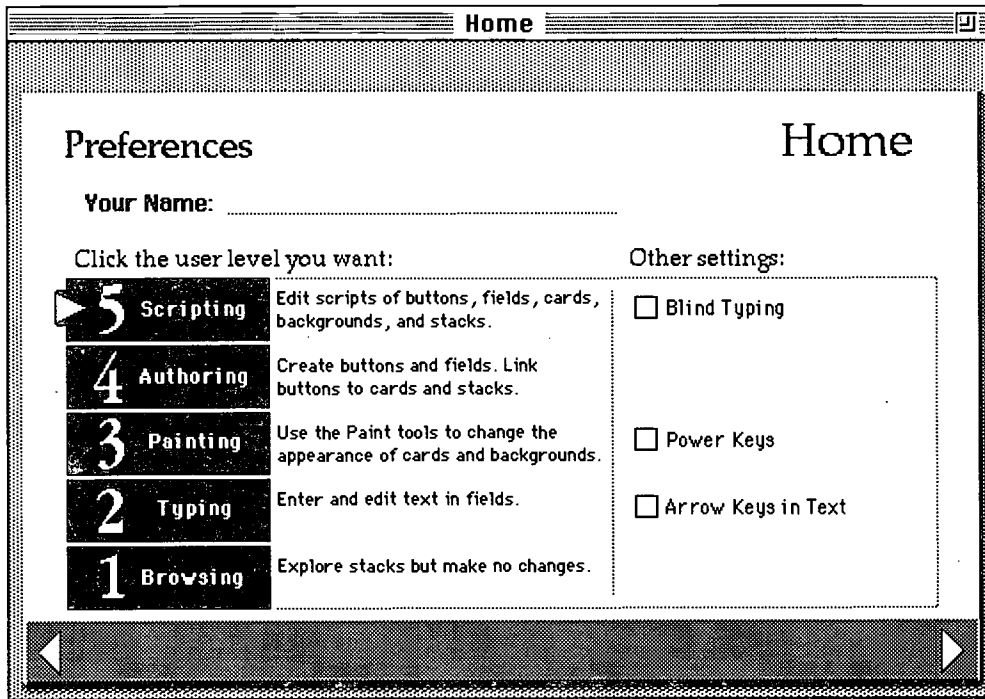 Home
Preferences
Home
Your Name:
Click the user level you want:
Other settings:
5 Scripting
Edit scripts of buttons, fields, cards,
backgrounds, and stacks.
Blind Typing
4 Authoring
Create buttons and fields. Link
buttons to cards and stacks.
3 Painting
Use the Paint tools to change the
appearance of cards and backgrounds.
Power Keys
2 Typing
Enter and edit text in fields.
Arrow Keys in Text
1 Browsing
Explore stacks but make no changes.